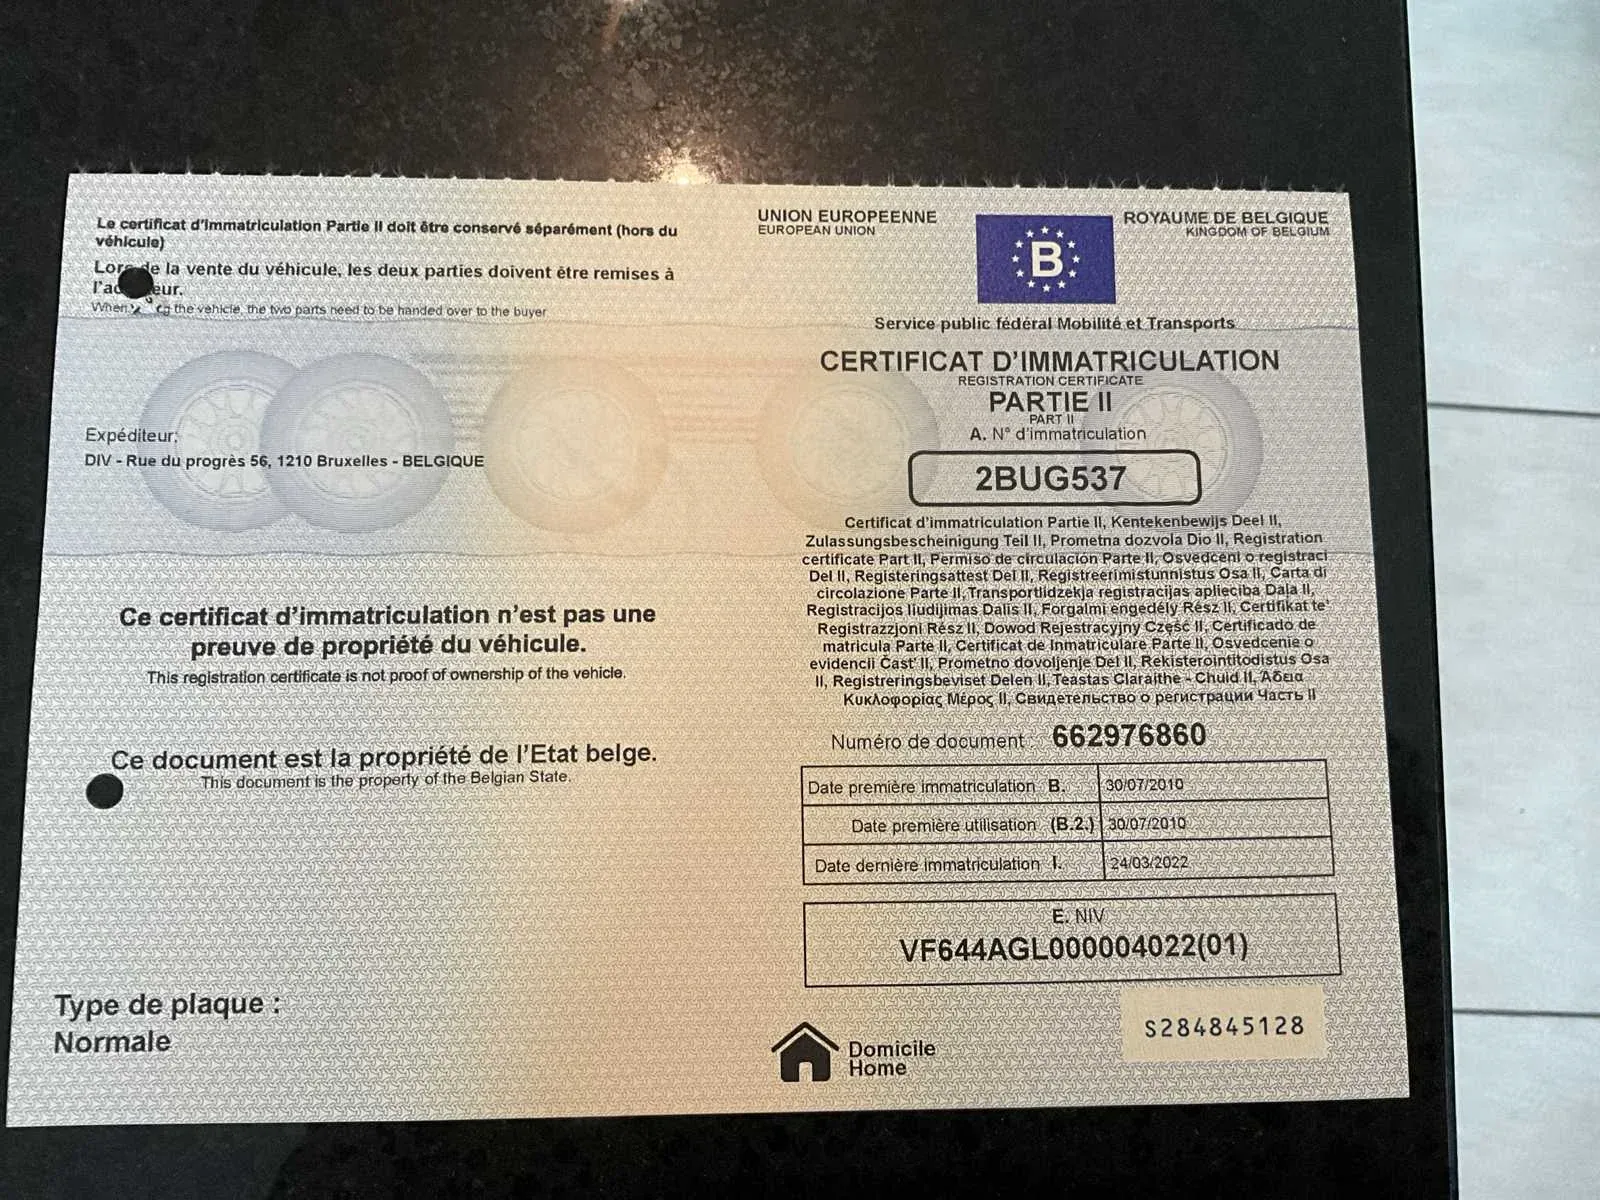 Le certificat d'immatriculation Partie II doit être conservé séparément (hors du
véhicule)
de la vente du véhicule, les deux parties doivent être remises à
When the vehicle, the two parts need to be handed over to the buyer
Expéditeur:
DIV - Rue du progrès 56, 1210 Bruxelles - BELGIQUE
Ce certificat d'immatriculation n'est pas une
preuve de propriété du véhicule.
This registration certificate is not proof of ownership of the vehicle.
Ce document est la propriété de l'Etat belge.
This document is the property of the Belgian State.
Type de plaque :
Normale
UNION EUROPEENNE
EUROPEAN UNION
B
ROYAUME DE BELGIQUE
KINGDOM OF BELGIUM
Service public fédéral Mobilité et Transports
CERTIFICAT D'IMMATRICULATION
REGISTRATION CERTIFICATE
PARTIE II
PART II
A. N° d'immatriculation
2BUG537
Certificat d'immatriculation Partie II, Kentekenbewijs Deel II,
Zulassungsbescheinigung Teil II, Prometna dozvola Dio II, Registration
certificate Part II, Permiso de circulación Parte II, Osvedceni o registraci
Del II, Registeringsattest Del II, Registreerimistunnistus Osa II, Carta di
circolazione Parte II, Transportlidzekja registracijas aplieciba Daļa II,
Registracijos liudijimas Dalis II, Forgalmi engedély Rész II, Certifikat te'
Registrazzjoni Rész II, Dowod Rejestracyjny Część II, Certificado de
matricula Parte II, Certificat de Inmatriculare Parte II, Osvedcenie o
evidencii Čast' II, Prometno dovoljenje Del II, Rekisterointitodistus Osa
II, Registreringsbeviset Delen II, Teastas Claraithe - Chuid II, Άδεια
Κυκλοφορίας Μέρος II, Свидетельство о регистрации Часть II
Numéro de document 662976860
Date première immatriculation B. 30/07/2010
Date première utilisation (B.2.) 30/07/2010
Date dernière immatriculation I. 24/03/2022
E. NIV
VF644AGL000004022(01)
Domicile
Home
S284845128